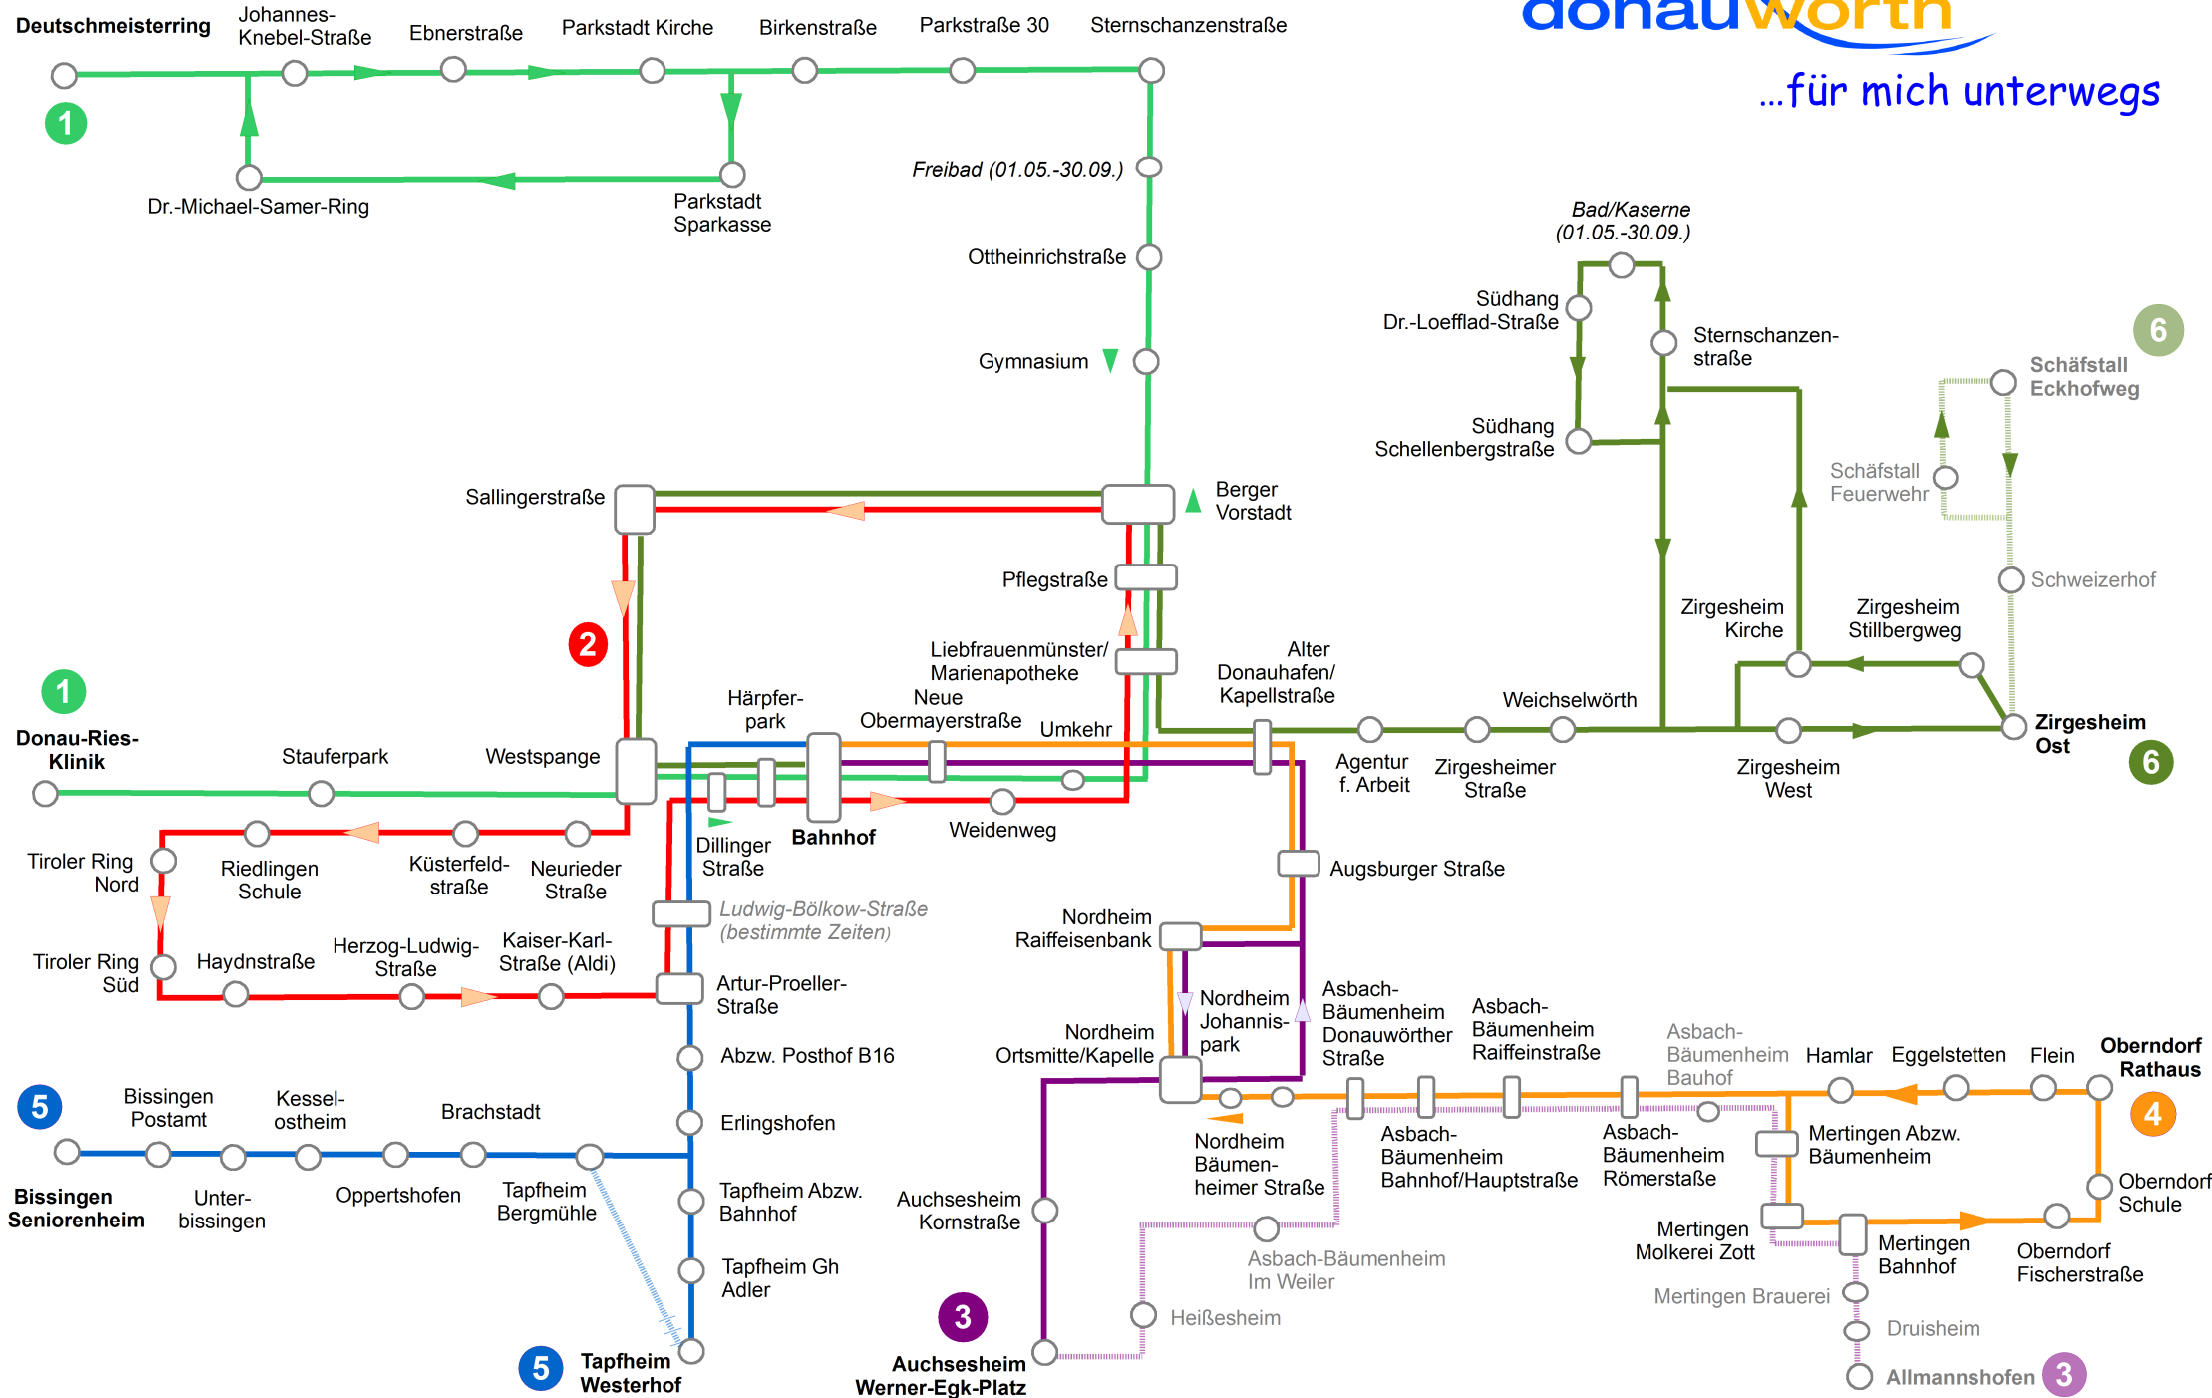 donauwörth
...für mich unterwegs
Deutschmeisterring
Johannes-
Knebel-Straße
Ebnerstraße
Parkstadt Kirche
Birkenstraße
Parkstraße 30
Sternschanzenstraße
1
Dr.-Michael-Samer-Ring
Parkstadt
Sparkasse
Freibad (01.05.-30.09.)
Ottheinrichstraße
Gymnasium
Bad/Kaserne
(01.05.-30.09.)
Südhang
Dr.-Loefflad-Straße
Sternschanzen-
straße
Südhang
Schellenbergstraße
6
Schäfstall
Eckhofweg
Schäfstall
Feuerwehr
Schweizerhof
Sallingerstraße
Berger
Vorstadt
Pflegstraße
2
Liebfrauenmünster/
Marienapotheke
Alter
Donauhafen/
Kapellstraße
Zirgesheim
Kirche
Zirgesheim
Stillbergweg
1
Donau-Ries-
Klinik
Stauferpark
Westspange
Härpfer-
park
Neue
Obermayerstraße
Umkehr
Weichselwörth
Zirgesheim
Ost
6
Agentur
f. Arbeit
Zirgesheimer
Straße
Zirgesheim
West
Dillinger
Straße
Bahnhof
Weidenweg
Tiroler Ring
Nord
Riedlingen
Schule
Küsterfeld-
straße
Neurieder
Straße
Augsburger Straße
Ludwig-Bölkow-Straße
(bestimmte Zeiten)
Nordheim
Raiffeisenbank
Tiroler Ring
Süd
Haydnstraße
Herzog-Ludwig-
Straße
Kaiser-Karl-
Straße (Aldi)
Artur-Proeller-
Straße
Nordheim
Johannis-
park
Nordheim
Ortsmitte/Kapelle
Asbach-
Bäumenheim
Donauwörther
Straße
Asbach-
Bäumenheim
Raiffeinstraße
Asbach-
Bäumenheim
Bauhof
Hamlar
Eggelstetten
Flein
Oberndorf
Rathaus
4
Abzw. Posthof B16
Erlingshofen
5
Bissingen
Postamt
Kessel-
ostheim
Brachstadt
Bissingen
Seniorenheim
Unter-
bissingen
Oppertshofen
Tapfheim
Bergmühle
Tapfheim Abzw.
Bahnhof
Tapfheim Gh
Adler
5
Tapfheim
Westerhof
Nordheim
Bäumen-
heimer Straße
Asbach-
Bäumenheim
Bahnhof/Hauptstraße
Asbach-
Bäumenheim
Römerstaße
Mertingen Abzw.
Bäumenheim
Oberndorf
Schule
Auchsesheim
Kornstraße
Asbach-Bäumenheim
Im Weiler
Mertingen
Molkerei Zott
Mertingen
Bahnhof
Oberndorf
Fischerstraße
Heißesheim
Mertingen Brauerei
Druisheim
3
Auchsesheim
Werner-Egk-Platz
Allmannshofen
3